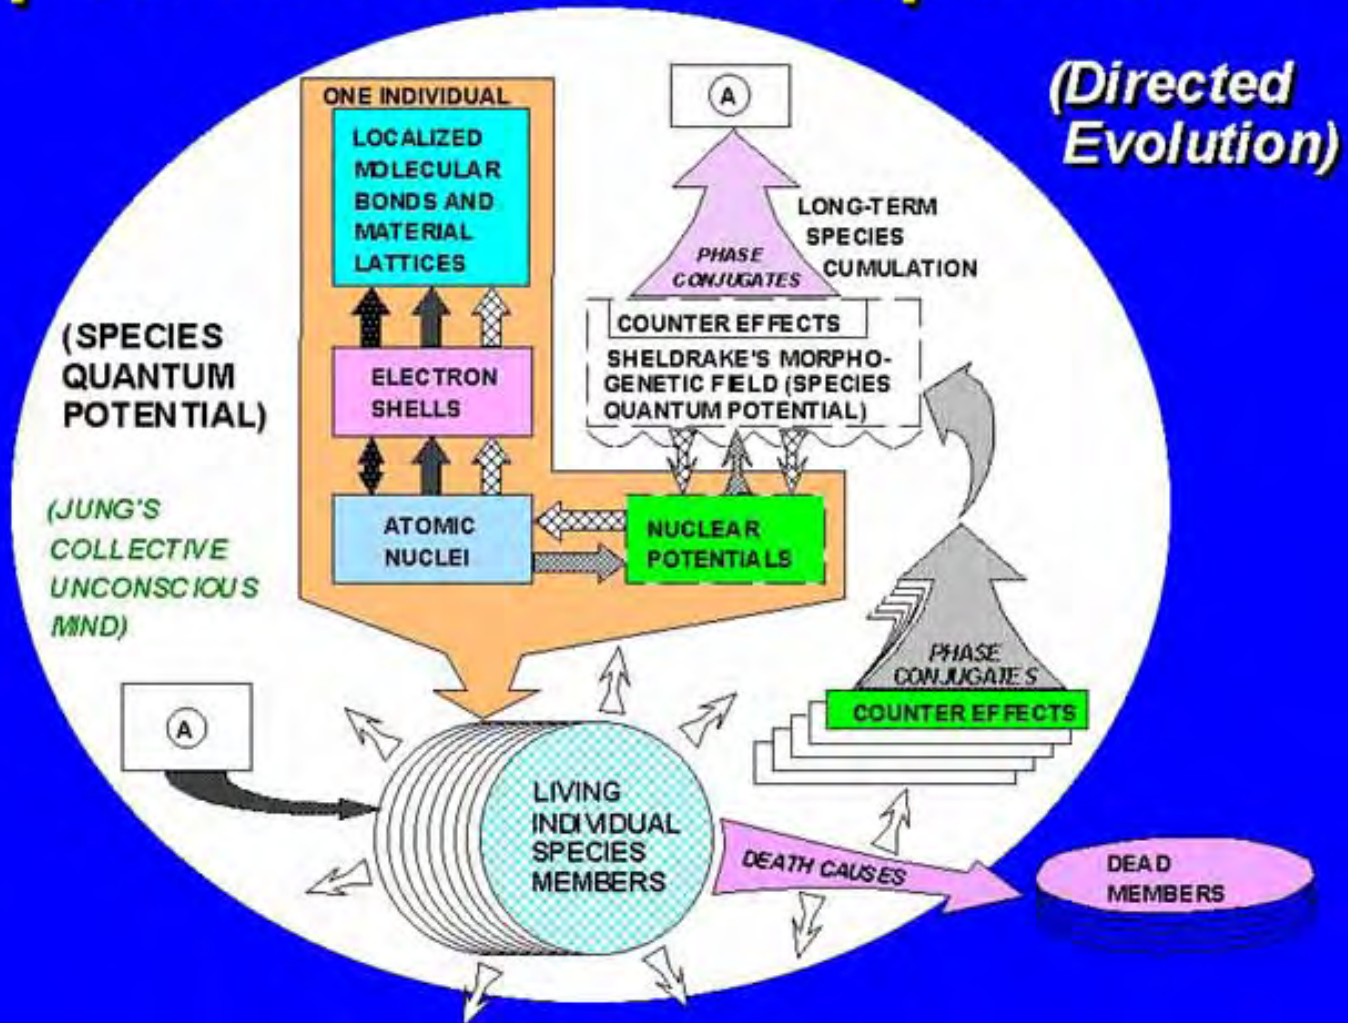 (Directed
Evolution)
ONE INDIVIDUAL
LOCALIZED
MOLECULAR
BONDS AND
MATERIAL
LATTICES
A
LONG-TERM
SPECIES
CUMULATION
PHASE
CONJUGATES
COUNTER EFFECTS
SHELDRAKE'S MORPHO-
GENETIC FIELD (SPECIES
QUANTUM POTENTIAL)
(SPECIES
QUANTUM
POTENTIAL)
ELECTRON
SHELLS
(JUNG'S
COLLECTIVE
UNCONSCIOUS
MIND)
ATOMIC
NUCLEI
NUCLEAR
POTENTIALS
PHASE
CONJUGATES
COUNTER EFFECTS
A
LIVING
INDIVIDUAL
SPECIES
MEMBERS
DEATH CAUSES
DEAD
MEMBERS